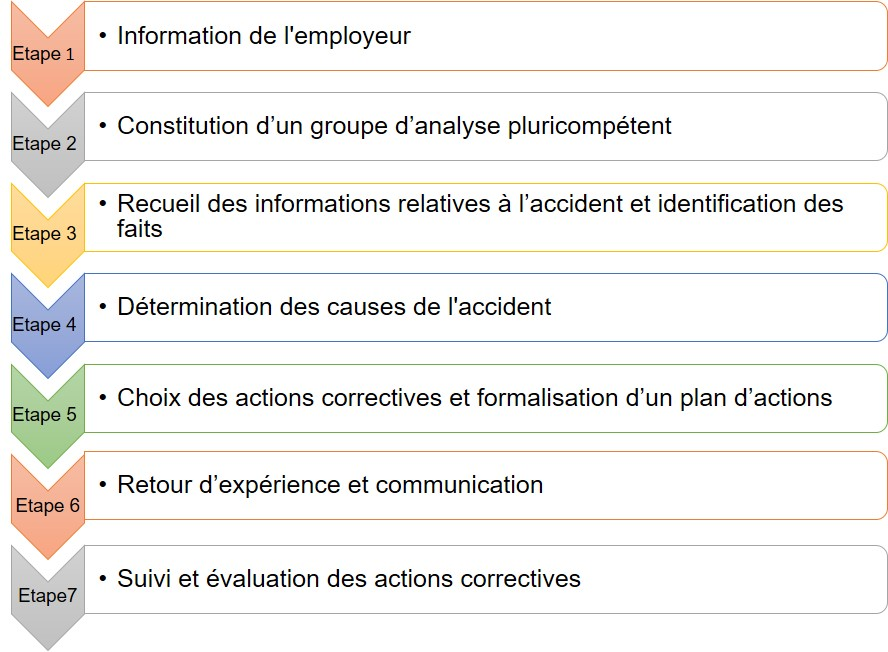 Etape 1
• Information de l'employeur
Etape 2
• Constitution d’un groupe d’analyse pluricompétent
Etape 3
• Recueil des informations relatives à l’accident et identification des
faits
Etape 4
• Détermination des causes de l'accident
Etape 5
• Choix des actions correctives et formalisation d’un plan d’actions
Etape 6
• Retour d’expérience et communication
Etape7
• Suivi et évaluation des actions correctives